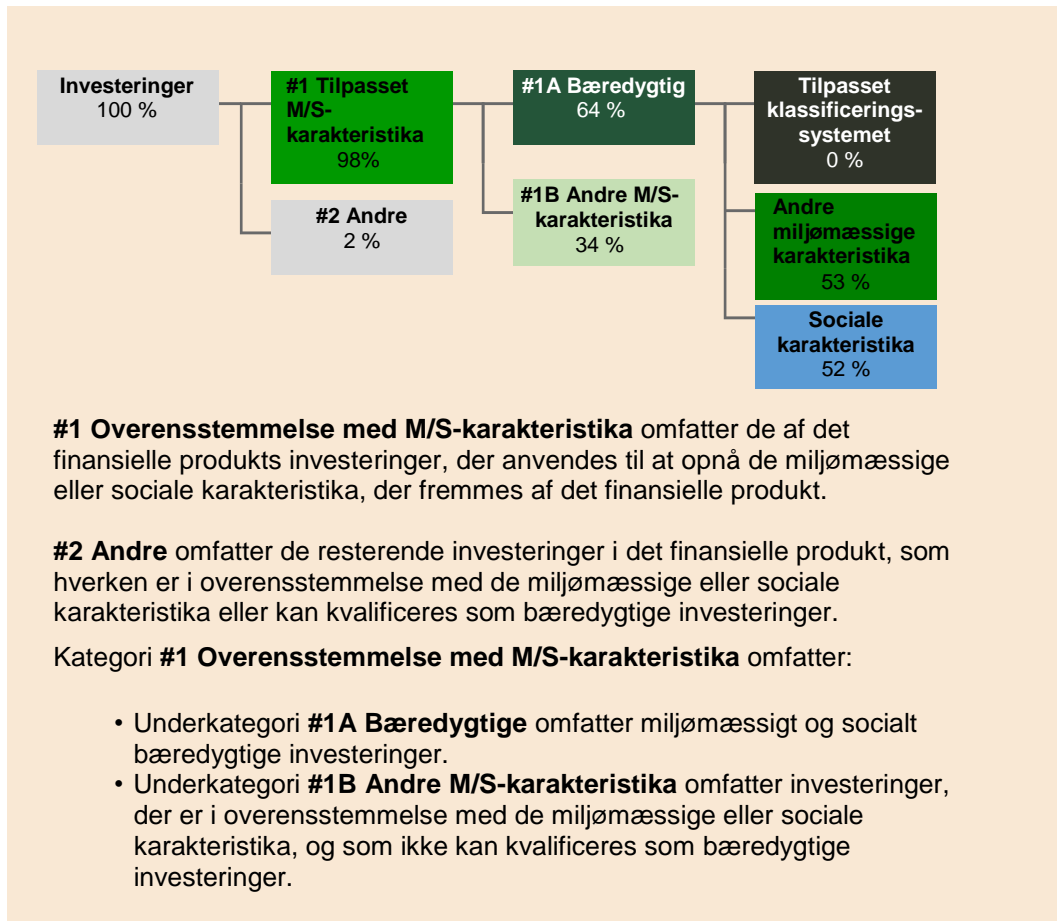 Investeringer
100 %
#1 Tilpasset
M/S-
karakteristika
98%
#2 Andre
2 %
#1A Bæredygtig
64 %
#1B Andre M/S-
karakteristika
34 %
Tilpasset
klassificerings-
systemet
0 %
Andre
miljømæssige
karakteristika
53 %
Sociale
karakteristika
52 %
#1 Overensstemmelse med M/S-karakteristika omfatter de af det
finansielle produkts investeringer, der anvendes til at opnå de miljømæssige
eller sociale karakteristika, der fremmes af det finansielle produkt.
#2 Andre omfatter de resterende investeringer i det finansielle produkt, som
hverken er i overensstemmelse med de miljømæssige eller sociale
karakteristika eller kan kvalificeres som bæredygtige investeringer.
Kategori #1 Overensstemmelse med M/S-karakteristika omfatter:
• Underkategori #1A Bæredygtige omfatter miljømæssigt og socialt
bæredygtige investeringer.
• Underkategori #1B Andre M/S-karakteristika omfatter investeringer,
der er i overensstemmelse med de miljømæssige eller sociale
karakteristika, og som ikke kan kvalificeres som bæredygtige
investeringer.